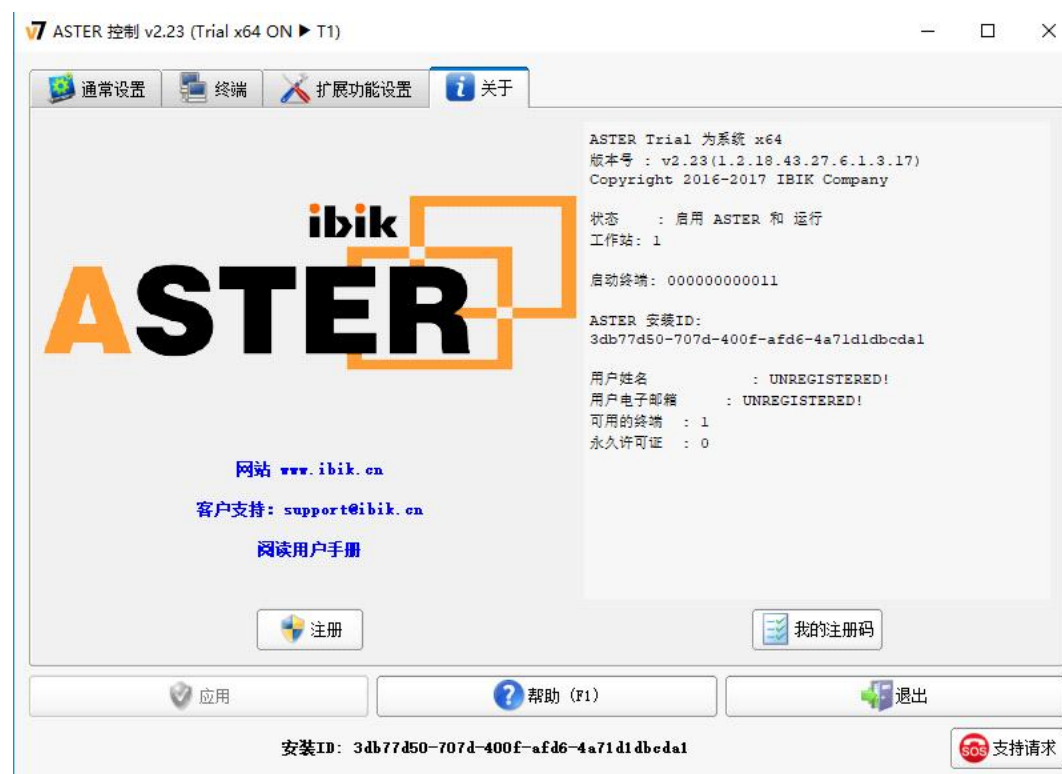 ASTER 控制 v2.23 (Trial x64 ON ▶ T1)
通常设置 终端 扩展功能设置 关于
ibik
ASTER
网站 www.ibik.cn
客户支持: support@ibik.cn
阅读用户手册
注册
ASTER Trial 为系统 x64
版本号 : v2.23(1.2.18.43.27.6.1.3.17)
Copyright 2016-2017 IBIK Company
状态 : 启用 ASTER 和 运行
工作站: 1
启动终端: 000000000011
ASTER 安装ID:
3db77d50-707d-400f-afd6-4a71d1dbcda1
用户姓名 : UNREGISTERED!
用户电子邮箱 : UNREGISTERED!
可用的终端 : 1
永久许可证 : 0
我的注册码
应用 帮助 (F1) 退出
安装ID: 3db77d50-707d-400f-afd6-4a71d1dbcda1
SOS 支持请求